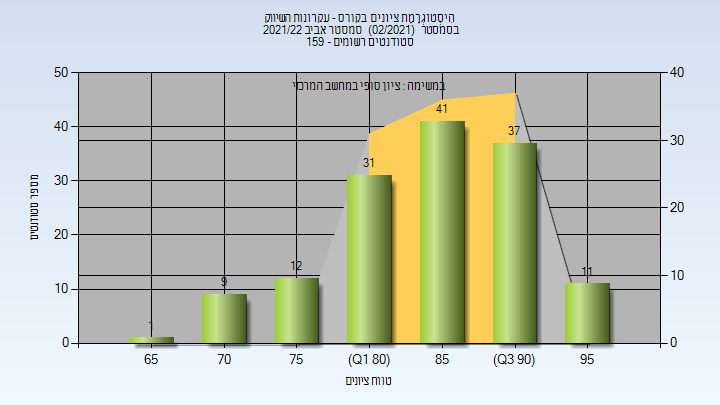 היסטוגרמת ציונים בקורס - עקרונות השיווק
בסמסטר (02/2021) סמסטר אביב 2021/22
סטודנטים רשומים - 159
במשימה : ציון סופי במחשב המרכזי
50
40
30
20
10
0
40
30
20
10
0
1
9
12
31
41
37
11
65
70
75
(Q1 80)
85
(Q3 90)
95
מספר סטודנטים
טווח ציונים